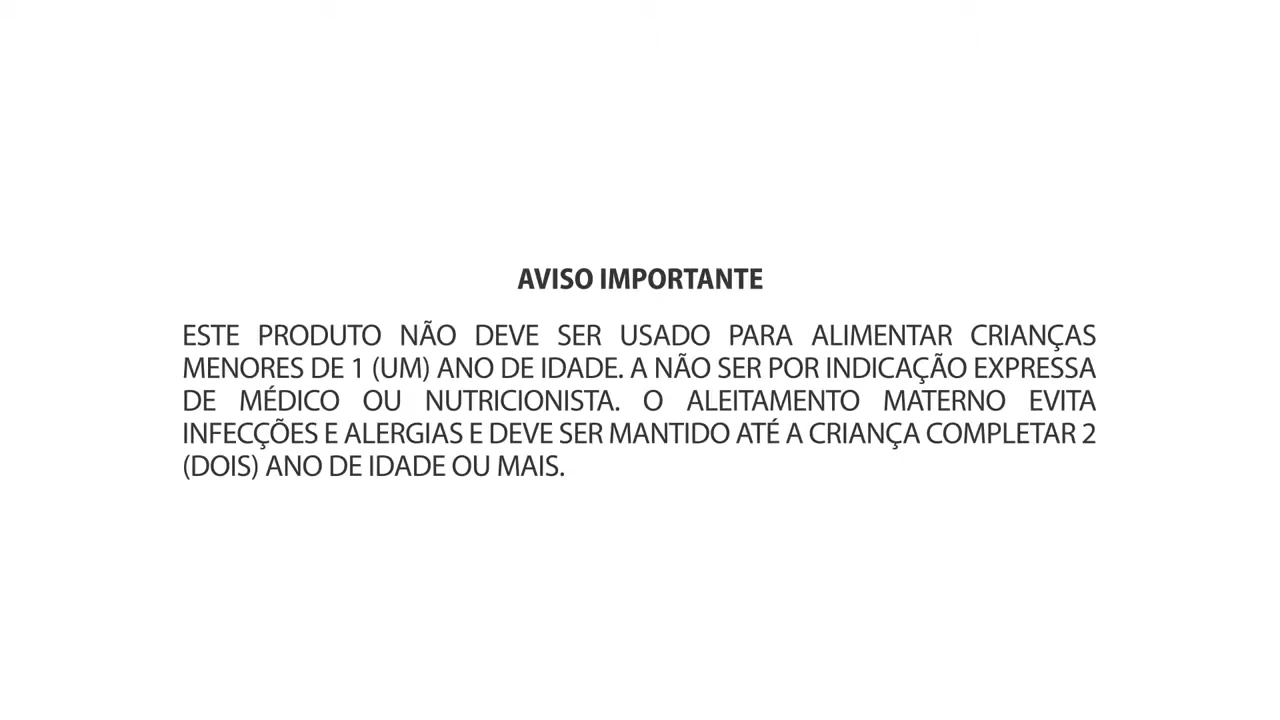 AVISO IMPORTANTE
ESTE PRODUTO NÃO DEVE SER USADO PARA ALIMENTAR CRIANÇAS
MENORES DE 1 (UM) ANO DE IDADE. A NÃO SER POR INDICAÇÃO EXPRESSA
DE MÉDICO OU NUTRICIONISTA. O ALEITAMENTO MATERNO EVITA
INFECÇÕES E ALERGIAS E DEVE SER MANTIDO ATÉ A CRIANÇA COMPLETAR 2
(DOIS) ANO DE IDADE OU MAIS.